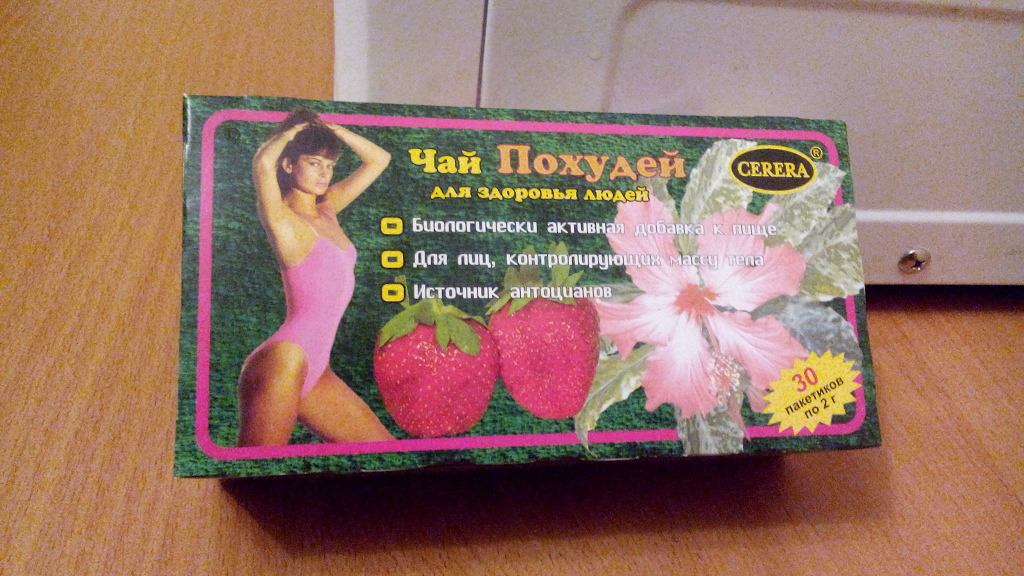 Чай Похудей
CERERA®
для здоровья людей
Биологически активная добавка к пище
Для лиц, контролирующих массу тела
Источник антоцианов
30
пакетиков
по 2 г